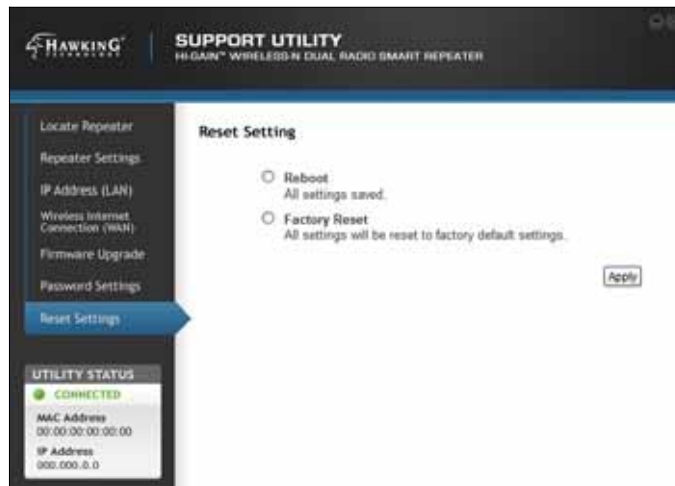 HAWKING
TECHNOLOGY
SUPPORT UTILITY
HI-GAIN™ WIRELESS-N DUAL RADIO SMART REPEATER
Locate Repeater
Repeater Settings
IP Address (LAN)
Wireless Internet
Connection (WAN)
Firmware Upgrade
Password Settings
Reset Settings
UTILITY STATUS
CONNECTED
MAC Address
00:00:00:00:00:00
IP Address
000.000.0.0
Reset Setting
Reboot
All settings saved.
Factory Reset
All settings will be reset to factory default settings.
Apply